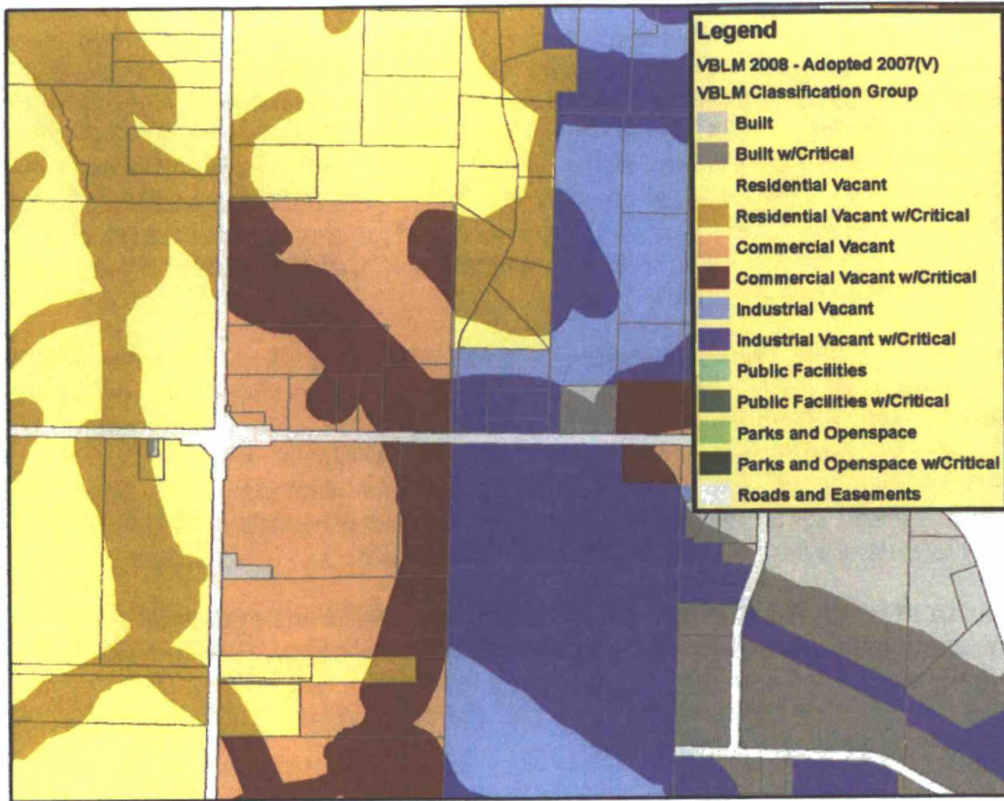 Legend
VBLM 2008 - Adopted 2007(V)
VBLM Classification Group
Built
Built w/Critical
Residential Vacant
Residential Vacant w/Critical
Commercial Vacant
Commercial Vacant w/Critical
Industrial Vacant
Industrial Vacant w/Critical
Public Facilities
Public Facilities w/Critical
Parks and Openspace
Parks and Openspace w/Critical
Roads and Easements